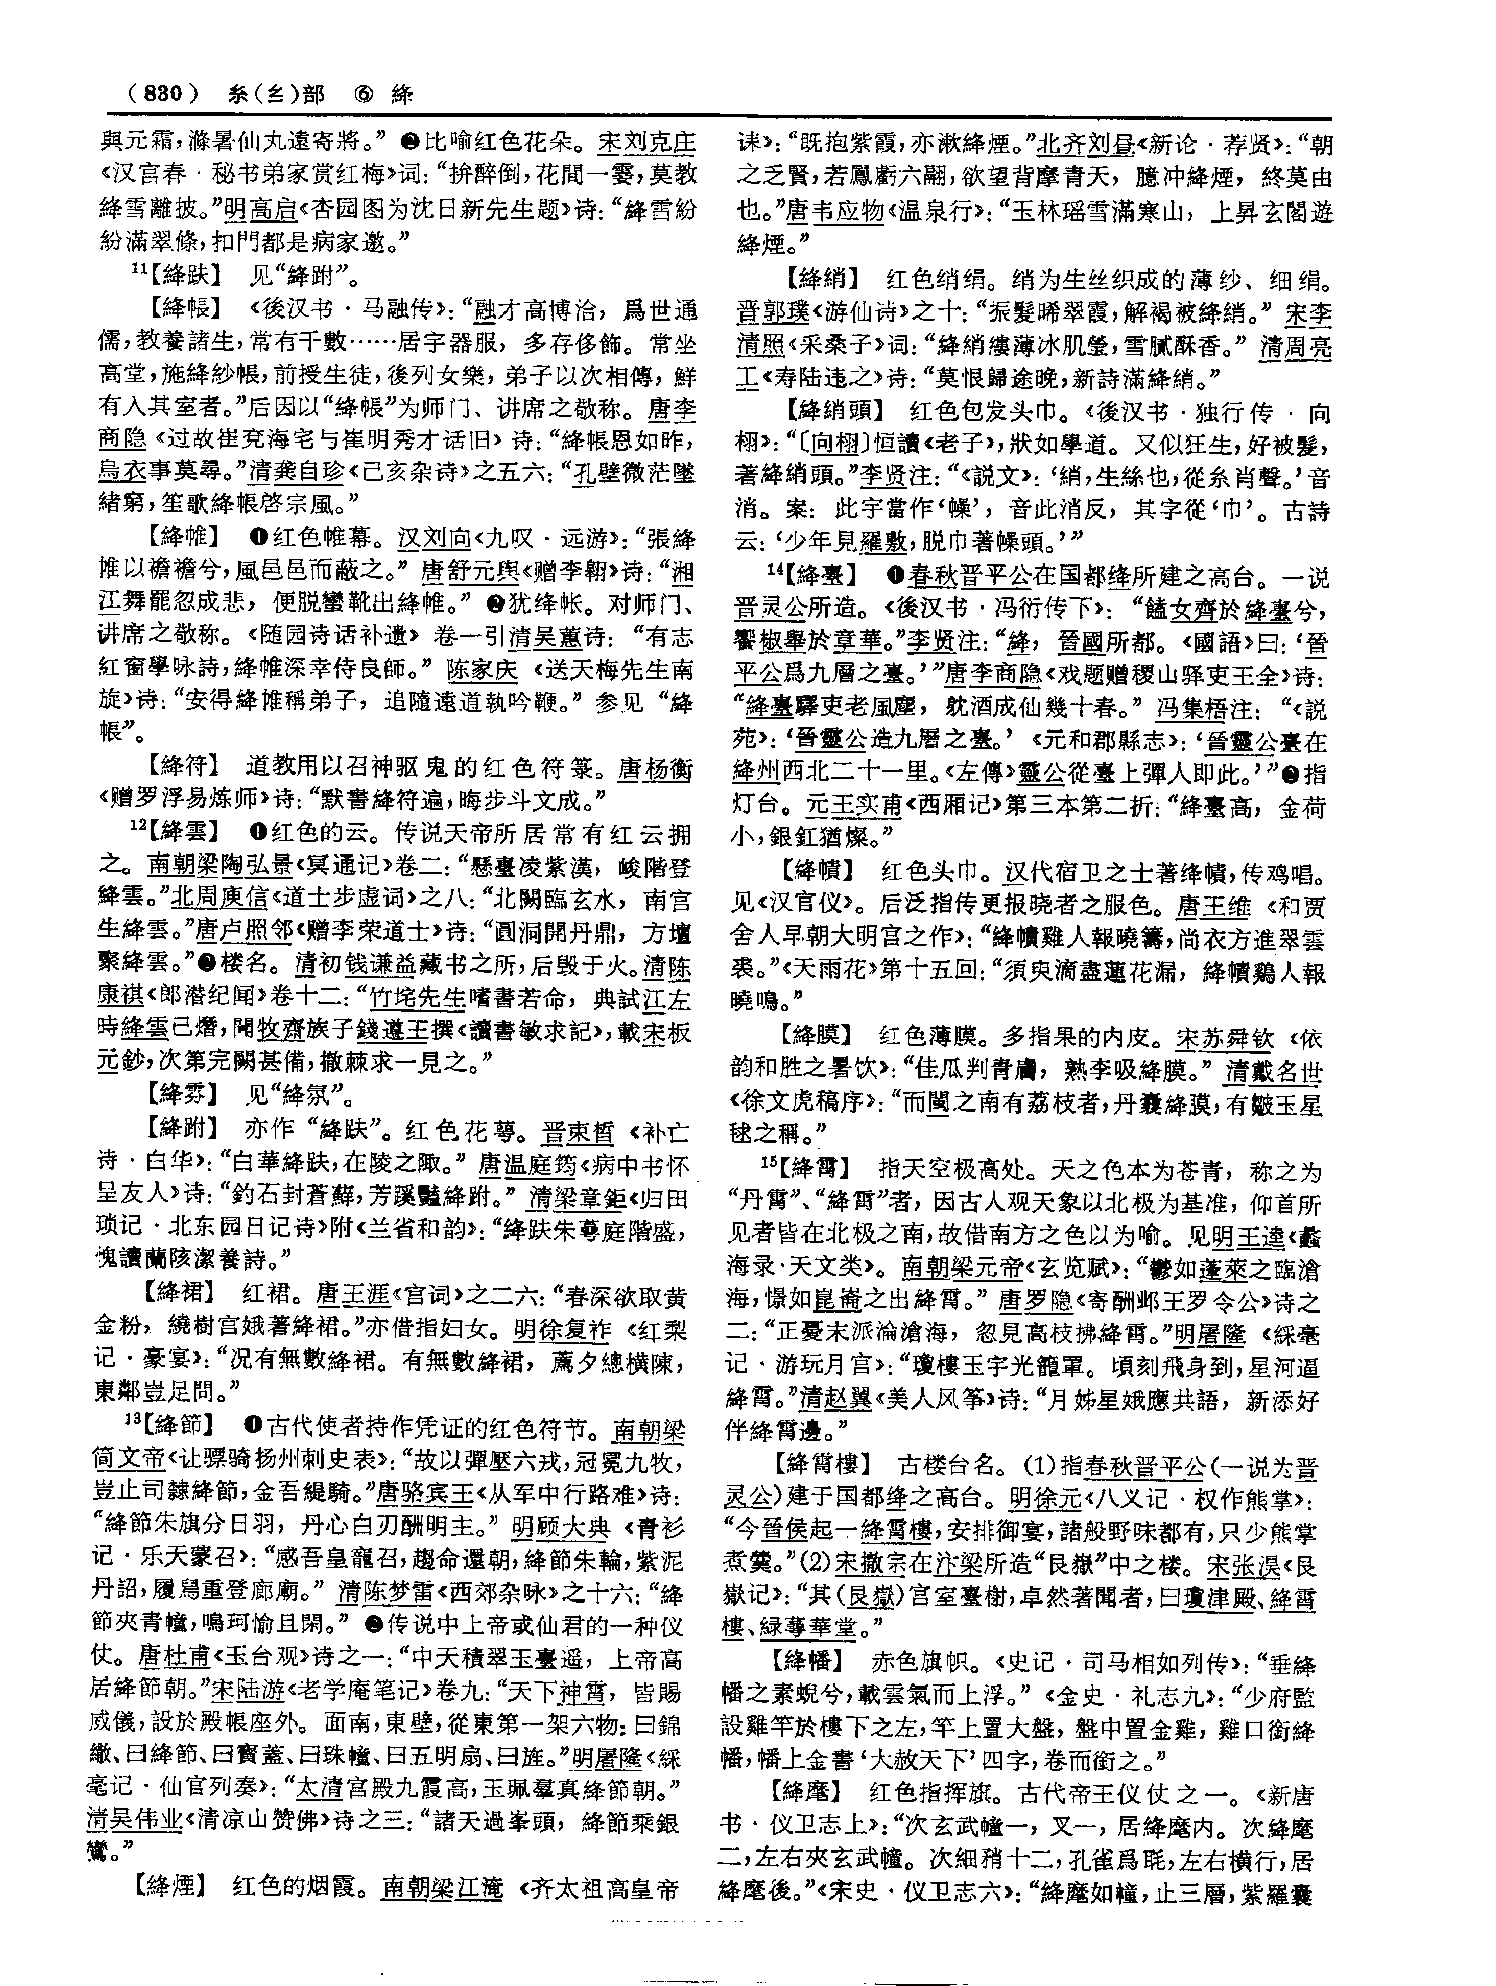 （830） 糸(糹)部 ⑥ 絳
與元霜，滌暑仙丸遠寄將。” ❷比喻红色花朵。宋刘克庄
《汉宫春·秘书弟家赏红梅》词：“拚醉倒，花間一霎，莫教
絳雪離披。”明高启《杏园图为沈日新先生题》诗：“絳雪紛
紛滿翠條，扣門都是病家邀。”
11【絳趺】 见“絳跗”。
【絳帳】 《後汉书·马融传》：“融才高博洽，爲世通
儒，教養諸生，常有千數……居宇器服，多存侈飾。常坐
高堂，施絳紗帳，前授生徒，後列女樂，弟子以次相傳，鮮
有入其室者。”后因以“絳帳”为师门、讲席之敬称。唐李
商隐《过故崔兗海宅与崔明秀才话旧》诗：“絳帳恩如昨，
烏衣事莫尋。”清龚自珍《己亥杂诗》之五六：“孔壁微茫墜
緒窮，笙歌絳帳啓宗風。”
【絳帷】 ❶红色帷幕。汉刘向《九叹·远游》：“張絳
帷以襜襜兮，風邑邑而蔽之。”唐舒元舆《赠李翱》诗：“湘
江舞罷忽成悲，便脱蠻靴出絳帷。”❷犹绛帐。对师门、
讲席之敬称。《随园诗话补遗》卷一引清吴蕙诗：“有志
紅窗學咏詩，絳帷深幸侍良師。”陈家庆《送天梅先生南
旋》诗：“安得絳帷稱弟子，追隨遠道執吟鞭。”参见“絳
帳”。
【絳符】 道教用以召神驱鬼的红色符箓。唐杨衡
《赠罗浮易炼师》诗：“默書絳符遍，晦步斗文成。”
12【絳雲】 ❶红色的云。传说天帝所居常有红云拥
之。南朝梁陶弘景《冥通记》卷二：“懸臺凌紫漢，峻階登
絳雲。”北周庾信《道士步虚词》之八：“北闕臨玄水，南宫
生絳雲。”唐卢照邻《赠李荣道士》诗：“圓洞開丹鼎，方壇
聚絳雲。”❷楼名。清初钱谦益藏书之所，后毁于火。清陈
康祺《郎潜纪闻》卷十二：“竹垞先生嗜書若命，典試江左
時絳雲已燼，聞牧齋族子錢遵王撰《讀書敏求記》，載宋板
元鈔，次第完闕甚備，撤棘求一見之。”
【絳雰】 见“絳氛”。
【絳跗】 亦作“絳趺”。红色花萼。晋束皙《补亡
诗·白华》：“白華絳趺，在陵之陬。”唐温庭筠《病中书怀
呈友人》诗：“釣石封蒼蘚，芳蹊豔絳跗。”清梁章鉅《归田
琐记·北东园日记诗》附《兰省和韵》：“絳趺朱萼庭階盛，
愧讀蘭陔潔養詩。”
【絳裙】 红裙。唐王涯《宫词》之二六：“春深欲取黄
金粉，繞樹宫娥著絳裙。”亦借指妇女。明徐复祚《红梨
记·豪宴》：“况有無數絳裙。有無數絳裙，薦夕總横陳，
東鄰豈足問。”
13【絳節】 ❶古代使者持作凭证的红色符节。南朝梁
简文帝《让骠骑扬州刺史表》：“故以彈壓六戎，冠冕九牧，
豈止司隸絳節，金吾緹騎。”唐骆宾王《从军中行路难》诗：
“絳節朱旗分日羽，丹心白刃酬明主。”明顾大典《青衫
记·乐天蒙召》：“感吾皇寵召，趨命還朝，絳節朱輪，紫泥
丹詔，履舄重登廊廟。”清陈梦雷《西郊杂咏》之十六：“絳
節夾青幢，鳴珂愉且閑。”❷传说中上帝或仙君的一种仪
仗。唐杜甫《玉台观》诗之一：“中天積翠玉臺遥，上帝高
居絳節朝。”宋陆游《老学庵笔记》卷九：“天下神霄，皆賜
威儀，設於殿帳座外。面南，東壁，從東第一架六物：曰錦
繖、曰絳節、曰寶蓋、曰珠幢、曰五明扇、曰旌。”明屠隆《綵
毫记·仙官列奏》：“太清宫殿九霞高，玉珮羣真絳節朝。”
清吴伟业《清凉山赞佛》诗之三：“諸天過峯頭，絳節乘銀
鸞。”
【絳煙】 红色的烟霞。南朝梁江淹《齐太祖高皇帝
诔》：“既抱紫霞，亦漱絳煙。”北齐刘昼《新论·荐贤》：“朝
之乏賢，若鳳虧六翮，欲望背摩青天，臆冲絳煙，終莫由
也。”唐韦应物《温泉行》：“玉林瑶雪滿寒山，上昇玄閣遊
絳煙。”
【絳綃】 红色绡绢。绡为生丝织成的薄纱、细绢。
晋郭璞《游仙诗》之十：“振髮晞翠霞，解褐被絳綃。”宋李
清照《采桑子》词：“絳綃縷薄冰肌瑩，雪膩酥香。”清周亮
工《寿陆违之》诗：“莫恨歸途晚，新詩滿絳綃。”
【絳綃頭】 红色包发头巾。《後汉书·独行传·向
栩》：“〔向栩〕恒讀《老子》，狀如學道。又似狂生，好被髮，
著絳綃頭。”李贤注：“《説文》：‘綃，生絲也，從糸肖聲。’音
消。案：此字當作‘幧’，音此消反，其字從‘巾’。古詩
云：‘少年見羅敷，脱巾著幧頭。’”
14【絳臺】 ❶春秋晋平公在国都绛所建之高台。一说
晋灵公所造。《後汉书·冯衍传下》：“饁女齊於絳臺兮，
饗椒舉於章華。”李贤注：“絳，晉國所都。《國語》曰：‘晉
平公爲九層之臺。’”唐李商隐《戏题赠稷山驿吏王全》诗：
“絳臺驛吏老風塵，躭酒成仙幾十春。”冯集梧注：“《説
苑》：‘晉靈公造九層之臺。’《元和郡縣志》：‘晉靈公臺在
絳州西北二十一里。《左傳》靈公從臺上彈人即此。’”❷指
灯台。元王实甫《西厢记》第三本第二折：“絳臺高，金荷
小，銀釭猶燦。”
【絳幘】 红色头巾。汉代宿卫之士著绛幘，传鸡唱。
见《汉官仪》。后泛指传更报晓者之服色。唐王维《和贾
舍人早朝大明宫之作》：“絳幘雞人報曉籌，尚衣方進翠雲
裘。”《天雨花》第十五回：“須臾滴盡蓮花漏，絳幘鷄人報
曉鳴。”
【絳膜】 红色薄膜。多指果的内皮。宋苏舜钦《依
韵和胜之暑饮》：“佳瓜判青膚，熟李吸絳膜。”清戴名世
《徐文虎稿序》：“而閩之南有荔枝者，丹囊絳膜，有皺玉星
毬之稱。”
15【絳霄】 指天空极高处。天之色本为苍青，称之为
“丹霄”、“絳霄”者，因古人观天象以北极为基准，仰首所
见者皆在北极之南，故借南方之色以为喻。见明王逵《蠡
海录·天文类》。南朝梁元帝《玄览赋》：“鬱如蓬萊之臨滄
海，憬如崑崙之出絳霄。”唐罗隐《寄酬邺王罗令公》诗之
二：“正憂末派淪滄海，忽見高枝拂絳霄。”明屠隆《綵毫
记·游玩月宫》：“瓊樓玉宇光籠罩。頃刻飛身到，星河逼
絳霄。”清赵翼《美人风筝》诗：“月姊星娥應共語，新添好
伴絳霄邊。”
【絳霄樓】 古楼台名。(1)指春秋晋平公(一说为晋
灵公)建于国都绛之高台。明徐元《八义记·权作熊掌》：
“今晉侯起一絳霄樓，安排御宴，諸般野味都有，只少熊掌
煮羹。”(2)宋徽宗在汴梁所造“艮嶽”中之楼。宋张淏《艮
嶽记》：“其(艮嶽)宫室臺榭，卓然著聞者，曰瓊津殿、絳霄
樓、緑萼華堂。”
【絳幡】 赤色旗帜。《史记·司马相如列传》：“垂絳
幡之素蜺兮，載雲氣而上浮。”《金史·礼志九》：“少府監
設雞竿於樓下之左，竿上置大盤，盤中置金雞，雞口銜絳
幡，幡上金書‘大赦天下’四字，卷而銜之。”
【絳麾】 红色指挥旗。古代帝王仪仗之一。《新唐
书·仪卫志上》：“次玄武幢一，叉一，居絳麾内。次絳麾
二，左右夾玄武幢。次細矟十二，孔雀爲毦，左右横行，居
絳麾後。”《宋史·仪卫志六》：“絳麾如幢，止三層，紫羅囊